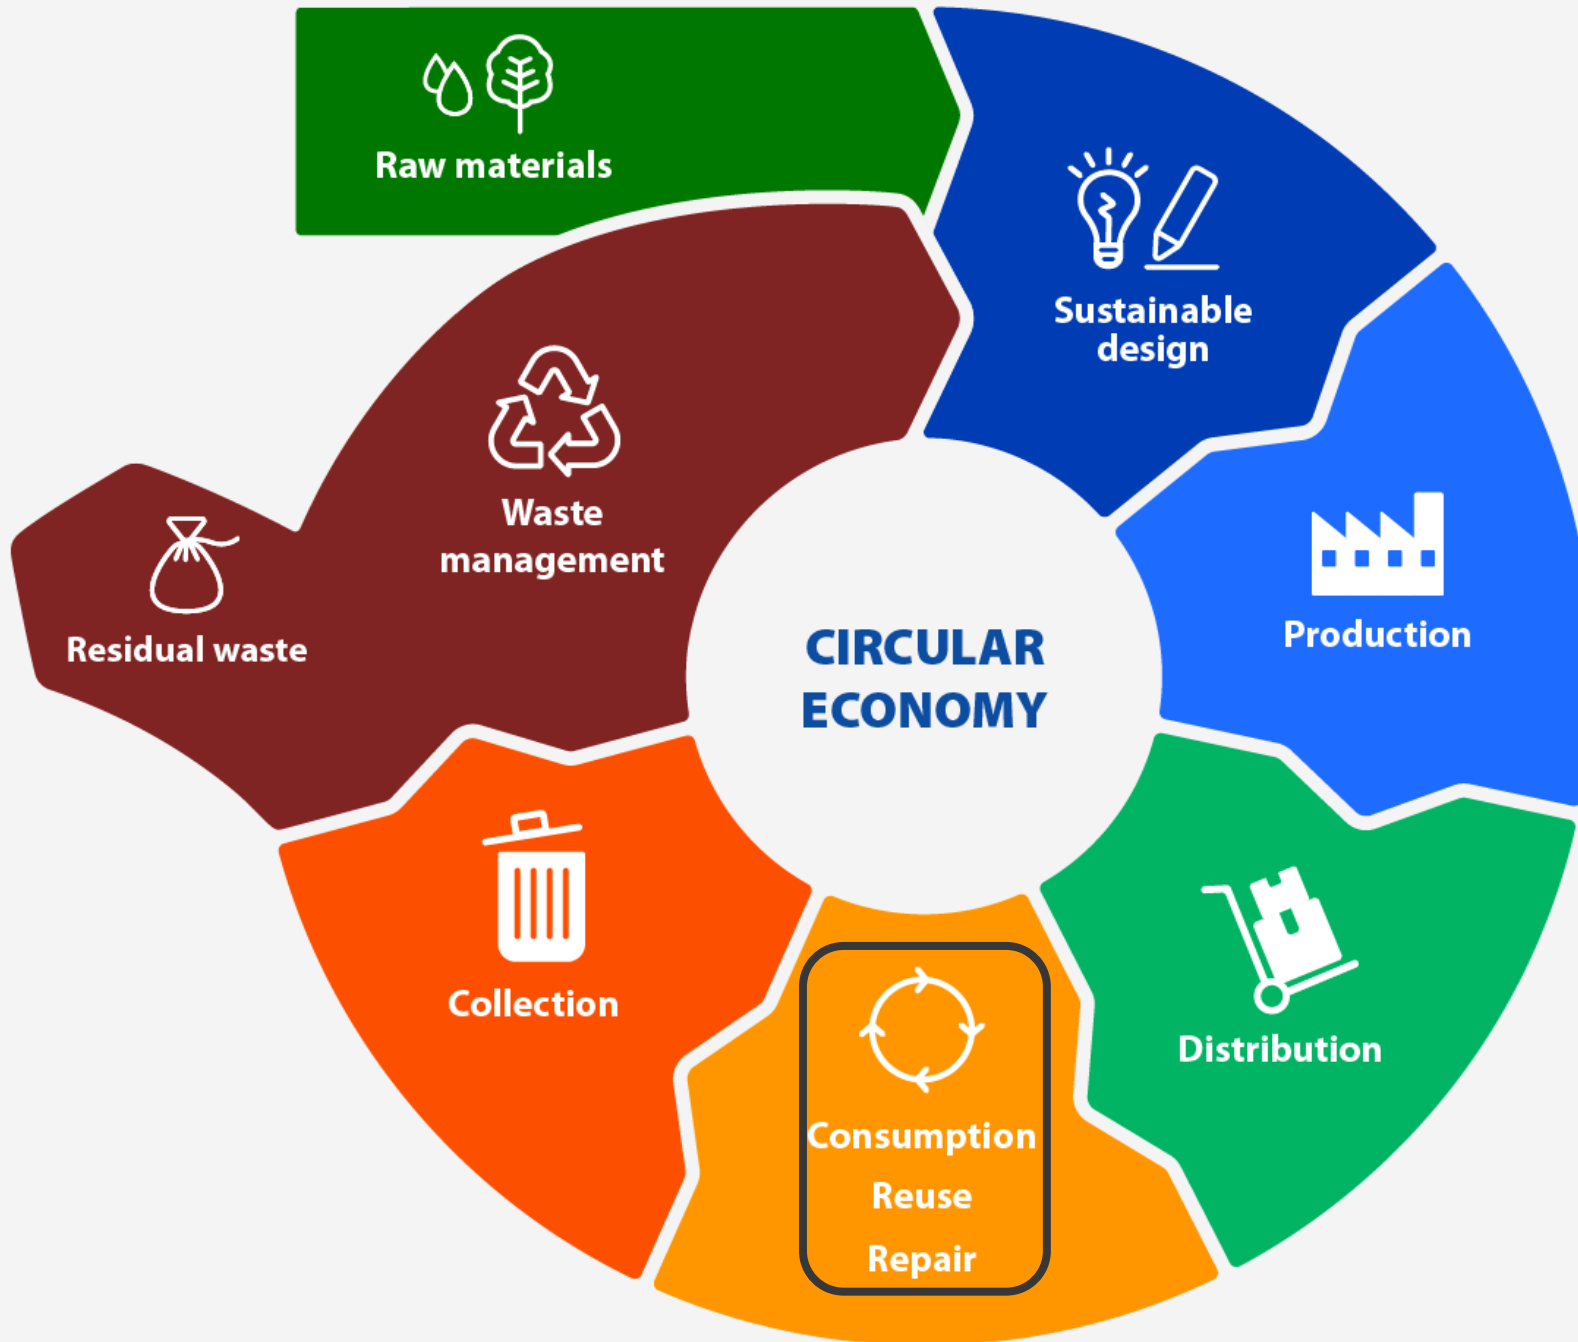 Raw materials
Sustainable
design
Production
Distribution
Consumption
Reuse
Repair
Collection
Waste
management
Residual waste
CIRCULAR
ECONOMY